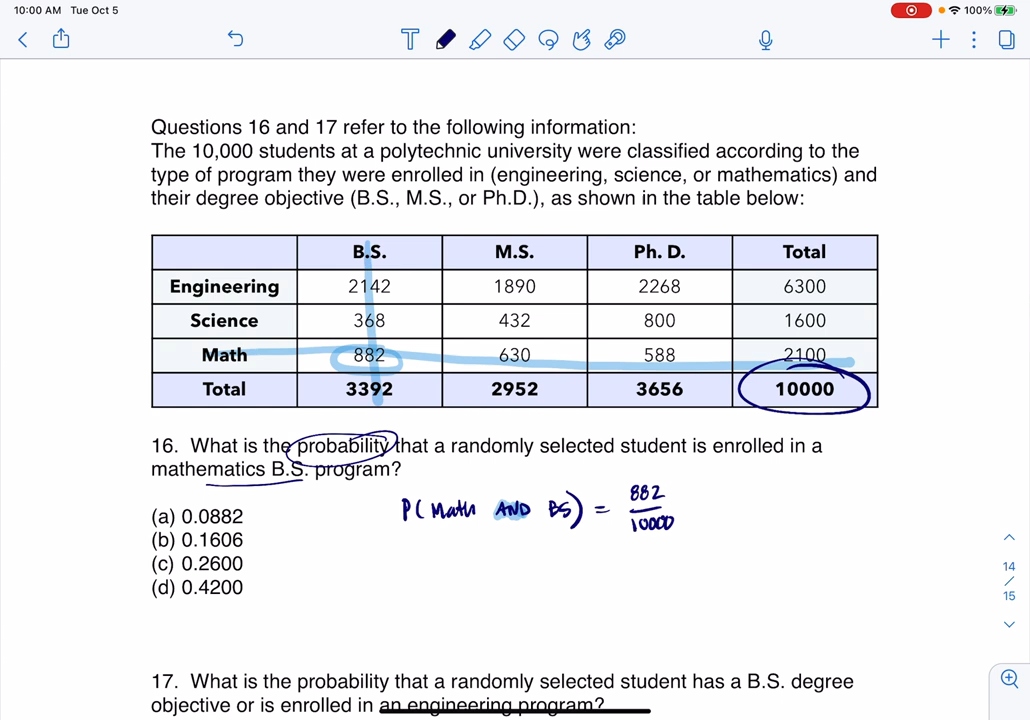 10:00 AM Tue Oct 5
100%
Questions 16 and 17 refer to the following information:
The 10,000 students at a polytechnic university were classified according to the
type of program they were enrolled in (engineering, science, or mathematics) and
their degree objective (B.S., M.S., or Ph.D.), as shown in the table below:
B.S. M.S. Ph. D. Total
Engineering 2142 1890 2268 6300
Science 368 432 800 1600
Math 882 630 588 2100
Total 3392 2952 3656 10000
16. What is the probability that a randomly selected student is enrolled in a
mathematics B.S. program?
P( Math AND BS) = 882
10000
(a) 0.0882
(b) 0.1606
(c) 0.2600
(d) 0.4200
14
/
15
17. What is the probability that a randomly selected student has a B.S. degree
objective or is enrolled in an engineering program?